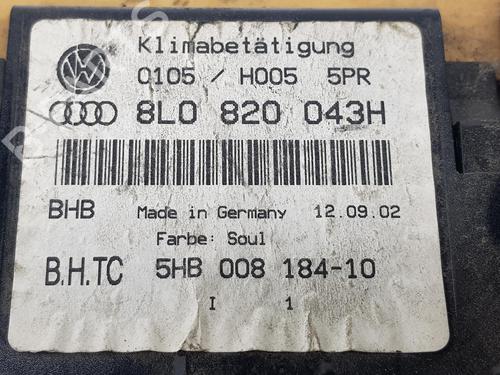 Klimabetätigung
0105 / H005 5PR
8L0 820 043H
BHB Made in Germany 12.09.02
Farbe: Soul
B.H.TC 5HB 008 184-10
I 1